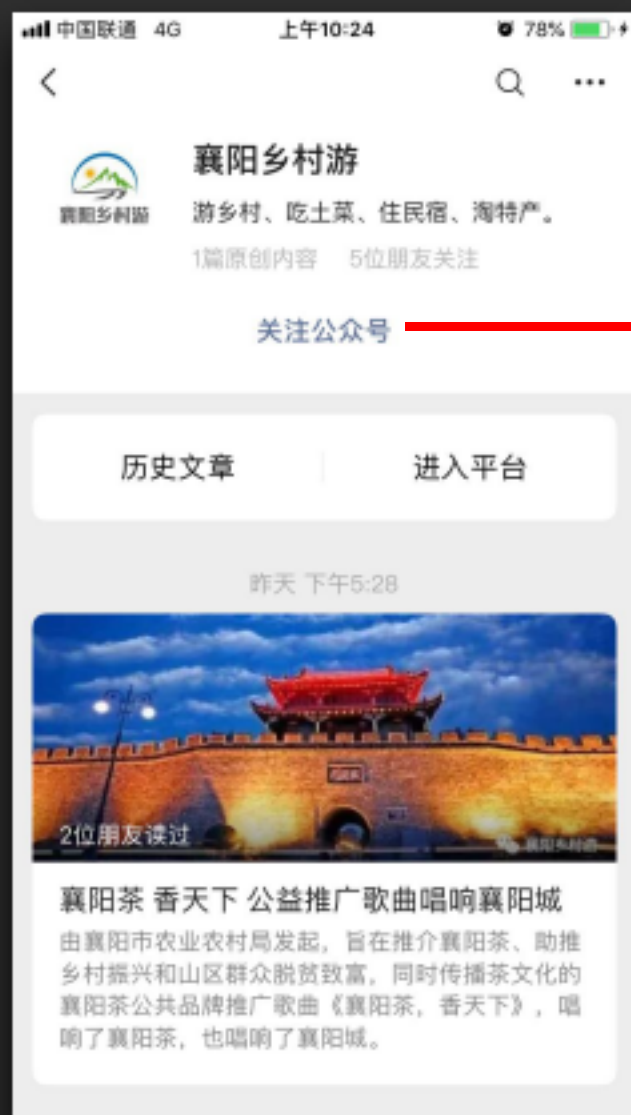 中国联通 4G 上午10:24 78%
襄阳乡村游
襄阳乡村游
游乡村、吃土菜、住民宿、淘特产。
1篇原创内容 5位朋友关注
关注公众号
历史文章 进入平台
昨天 下午5:28
2位朋友读过
襄阳乡村游
襄阳茶 香天下 公益推广歌曲唱响襄阳城
由襄阳市农业农村局发起，旨在推介襄阳茶、助推
乡村振兴和山区群众脱贫致富，同时传播茶文化的
襄阳茶公共品牌推广歌曲《襄阳茶，香天下》，唱
响了襄阳茶，也唱响了襄阳城。